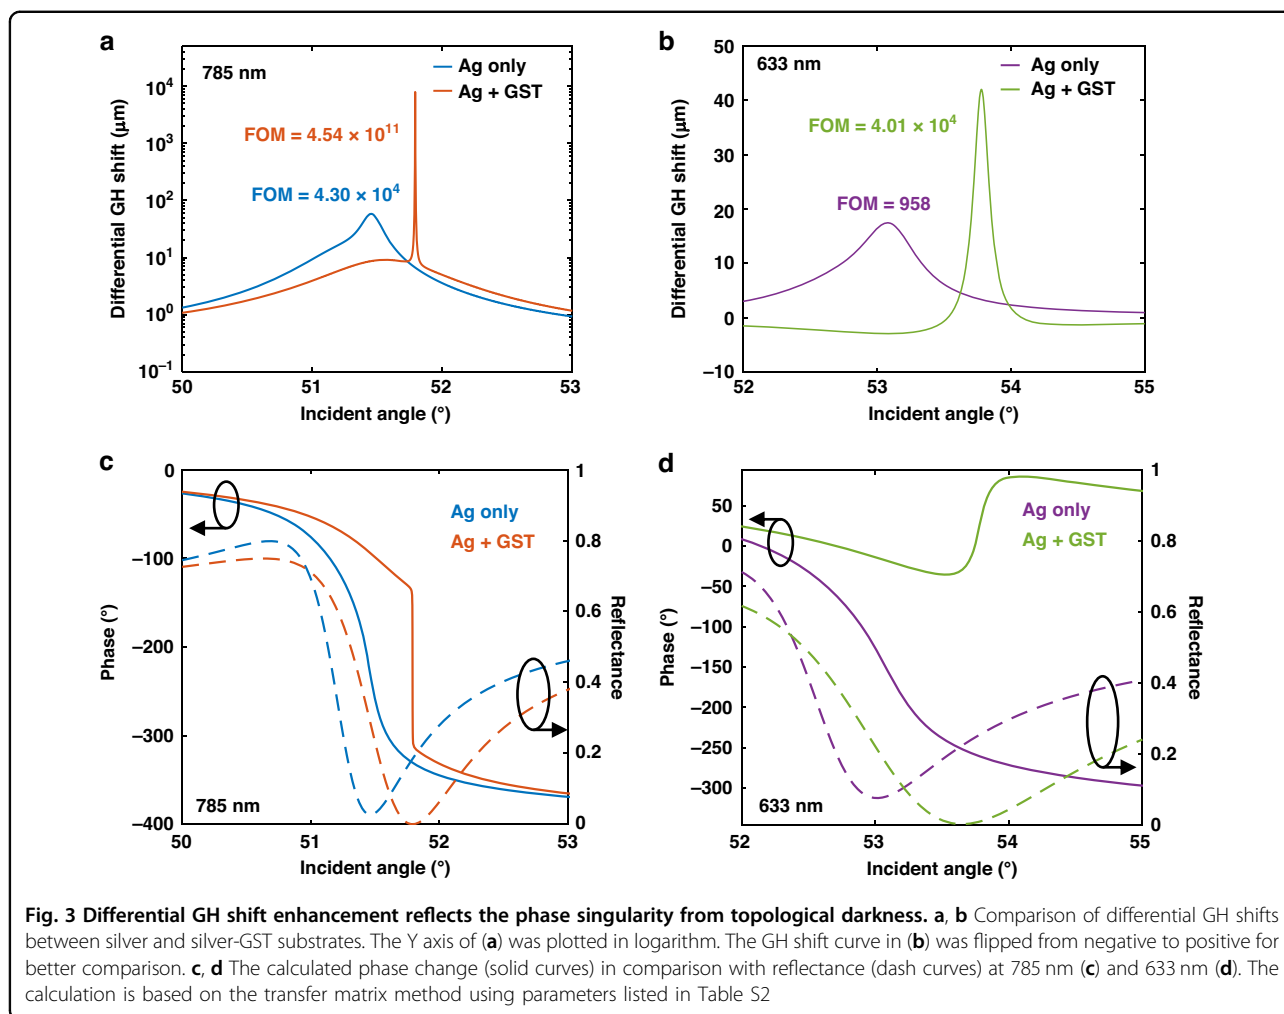 a
785 nm
Ag only
Ag + GST
FOM = 4.54 × 10¹¹
FOM = 4.30 × 10⁴
10⁴
10³
10²
10¹
10⁰
10⁻¹
Differential GH shift (μm)
50 51 52 53
Incident angle (°)
b
633 nm
Ag only
Ag + GST
FOM = 4.01 × 10⁴
FOM = 958
50
40
30
20
10
0
−10
Differential GH shift (μm)
52 53 54 55
Incident angle (°)
c
Ag only
Ag + GST
785 nm
0
−100
−200
−300
−400
Phase (°)
1
0.8
0.6
0.4
0.2
0
Reflectance
50 51 52 53
Incident angle (°)
d
Ag only
Ag + GST
633 nm
50
0
−50
−100
−150
−200
−250
−300
Phase (°)
1
0.8
0.6
0.4
0.2
0
Reflectance
52 53 54 55
Incident angle (°)
Fig. 3 Differential GH shift enhancement reflects the phase singularity from topological darkness. a, b Comparison of differential GH shifts
between silver and silver-GST substrates. The Y axis of (a) was plotted in logarithm. The GH shift curve in (b) was flipped from negative to positive for
better comparison. c, d The calculated phase change (solid curves) in comparison with reflectance (dash curves) at 785 nm (c) and 633 nm (d). The
calculation is based on the transfer matrix method using parameters listed in Table S2